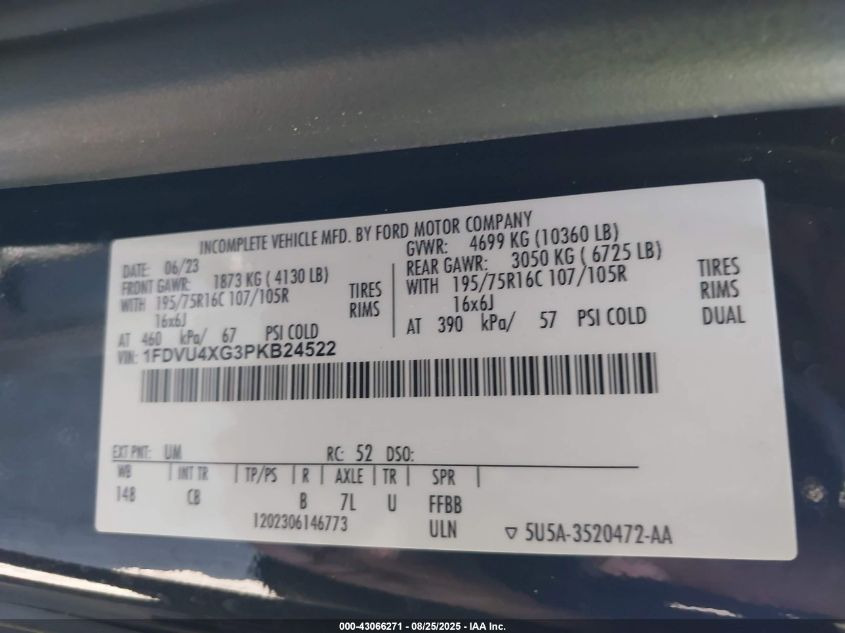 INCOMPLETE VEHICLE MFD. BY FORD MOTOR COMPANY
DATE: 06/23
FRONT GAWR: 1873 KG ( 4130 LB)
WITH 195/75R16C 107/105R TIRES
16x6J RIMS
AT 460 kPa/ 67 PSI COLD
GVWR: 4699 KG (10360 LB)
REAR GAWR: 3050 KG ( 6725 LB)
WITH 195/75R16C 107/105R TIRES
16x6J RIMS
AT 390 kPa/ 57 PSI COLD DUAL
VIN: 1FDVU4XG3PKB24522
EXT PNT: UM RC: 52 DSO:
WB | INT TR | TP/PS | R | AXLE | TR | SPR |
148 CB B 7L U FFBB
1202306146773 ULN ▽ 5U5A-3520472-AA
000-43066271 - 08/25/2025 - IAA Inc.